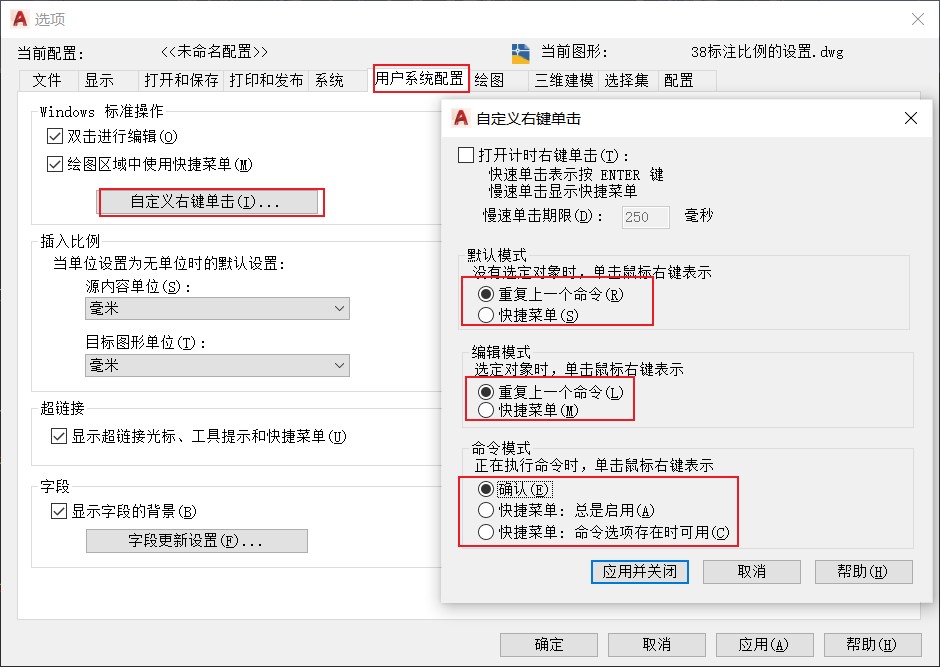 选项
当前配置: <<未命名配置>> 当前图形: 38标注比例的设置.dwg
文件 显示 打开和保存 打印和发布 系统 用户系统配置 绘图 三维建模 选择集 配置
Windows 标准操作
双击进行编辑(O)
绘图区域中使用快捷菜单(M)
自定义右键单击(I)...
插入比例
当单位设置为无单位时的默认设置:
源内容单位(S):
毫米
目标图形单位(T):
毫米
超链接
显示超链接光标、工具提示和快捷菜单(U)
字段
显示字段的背景(B)
字段更新设置(F)...
自定义右键单击
打开计时右键单击(T):
快速单击表示按 ENTER 键
慢速单击显示快捷菜单
慢速单击期限(D): 250 毫秒
默认模式
没有选定对象时，单击鼠标右键表示
重复上一个命令(R)
快捷菜单(S)
编辑模式
选定对象时，单击鼠标右键表示
重复上一个命令(L)
快捷菜单(M)
命令模式
正在执行命令时，单击鼠标右键表示
确认(E)
快捷菜单: 总是启用(A)
快捷菜单: 命令选项存在时可用(C)
应用并关闭 取消 帮助(H)
确定 取消 应用(A) 帮助(H)